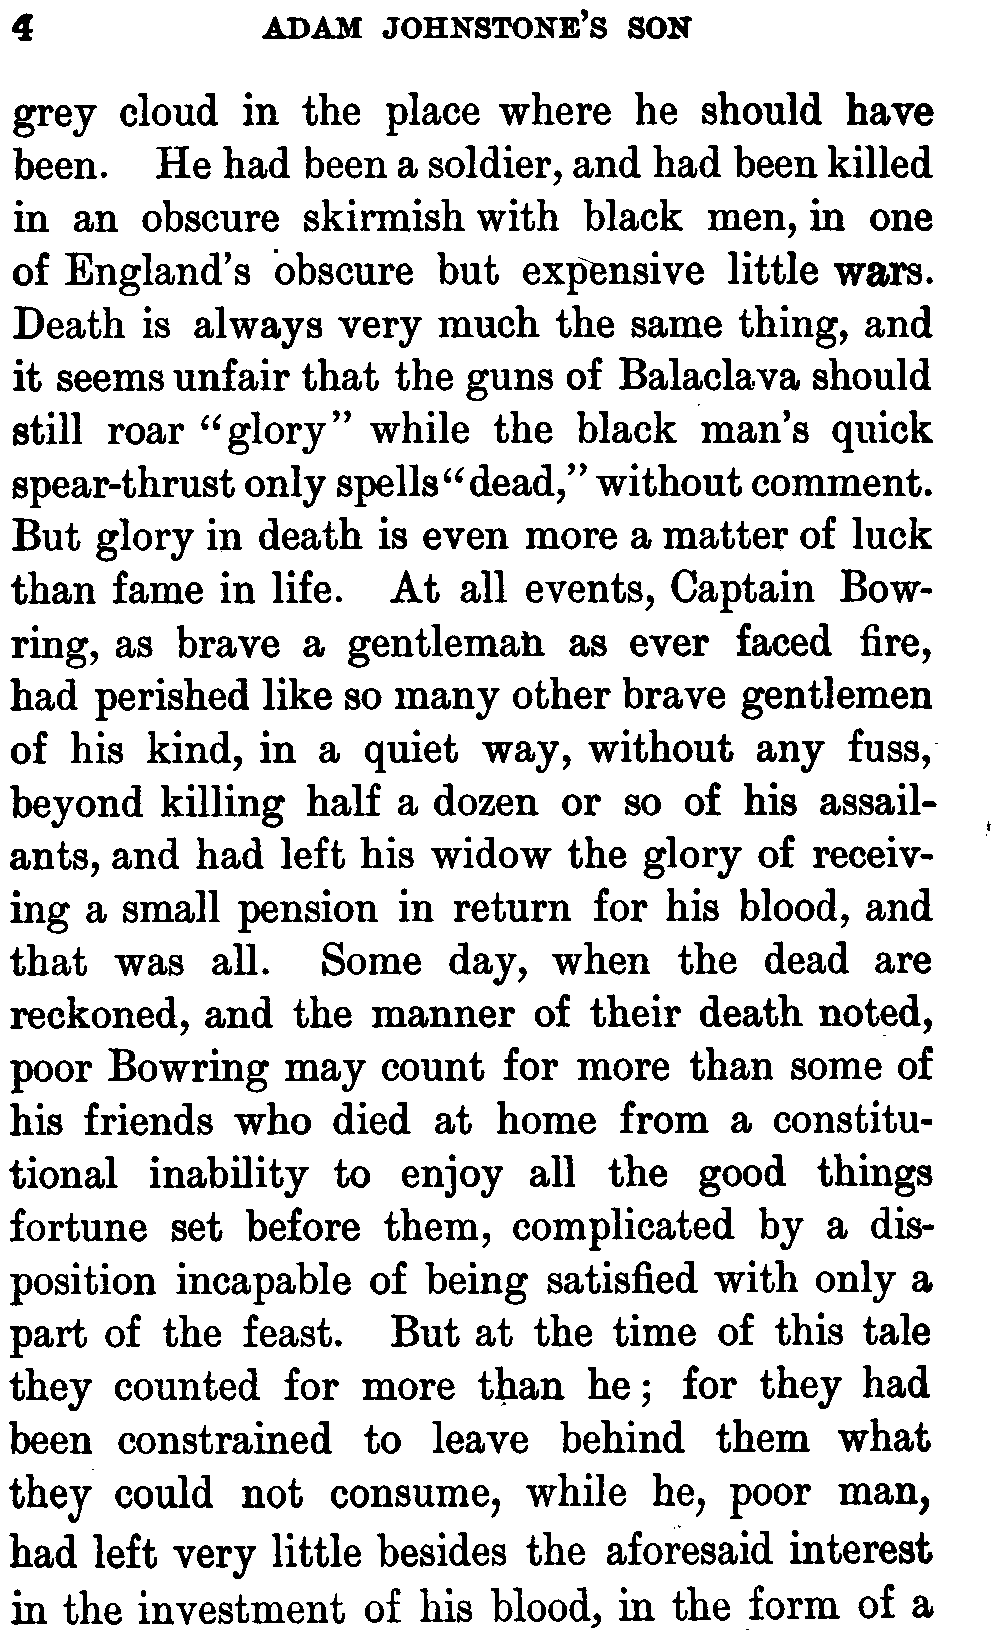 4 ADAM JOHNSTONE'S SON
grey cloud in the place where he should have
been. He had been a soldier, and had been killed
in an obscure skirmish with black men, in one
of England's obscure but expensive little wars.
Death is always very much the same thing, and
it seems unfair that the guns of Balaclava should
still roar “glory” while the black man's quick
spear-thrust only spells “dead,” without comment.
But glory in death is even more a matter of luck
than fame in life. At all events, Captain Bow-
ring, as brave a gentleman as ever faced fire,
had perished like so many other brave gentlemen
of his kind, in a quiet way, without any fuss,
beyond killing half a dozen or so of his assail-
ants, and had left his widow the glory of receiv-
ing a small pension in return for his blood, and
that was all. Some day, when the dead are
reckoned, and the manner of their death noted,
poor Bowring may count for more than some of
his friends who died at home from a constitu-
tional inability to enjoy all the good things
fortune set before them, complicated by a dis-
position incapable of being satisfied with only a
part of the feast. But at the time of this tale
they counted for more than he; for they had
been constrained to leave behind them what
they could not consume, while he, poor man,
had left very little besides the aforesaid interest
in the investment of his blood, in the form of a